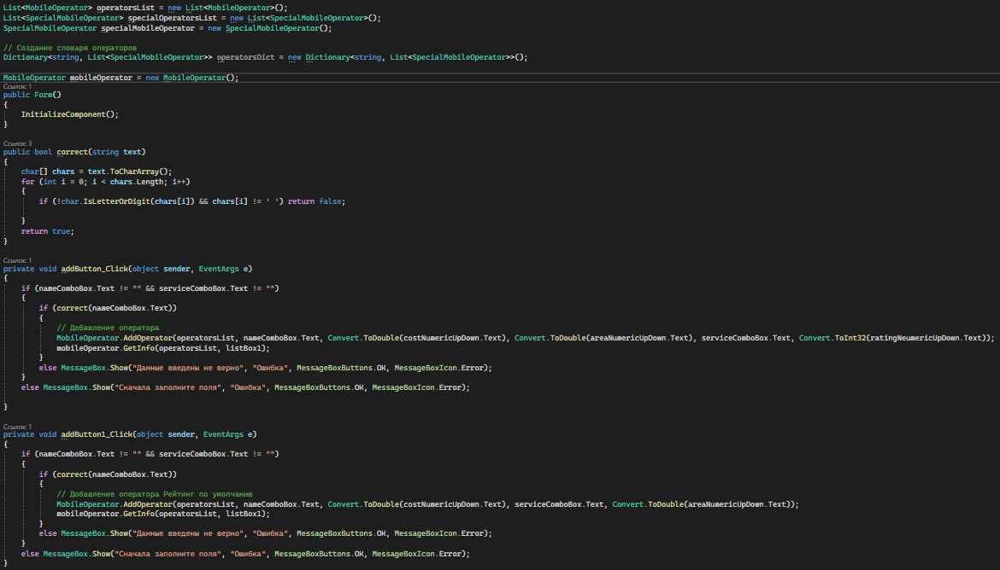 List<MobileOperator> operatorsList = new List<MobileOperator>();
List<SpecialMobileOperator> specialOperatorsList = new List<SpecialMobileOperator>();
SpecialMobileOperator specialMobileOperator = new SpecialMobileOperator();
// Создание словаря операторов
Dictionary<string, List<SpecialMobileOperator>> operatorsDict = new Dictionary<string, List<SpecialMobileOperator>>();
MobileOperator mobileOperator = new MobileOperator();
Ссылок: 1
public Form()
{
InitializeComponent();
}
Ссылок: 3
public bool correct(string text)
{
char[] chars = text.ToCharArray();
for (int i = 0; i < chars.Length; i++)
{
if (!char.IsLetterOrDigit(chars[i]) && chars[i] != ' ') return false;
}
return true;
}
Ссылок: 1
private void addButton_Click(object sender, EventArgs e)
{
if (nameComboBox.Text != "" && serviceComboBox.Text != "")
{
if (correct(nameComboBox.Text))
{
// Добавление оператора
MobileOperator.AddOperator(operatorsList, nameComboBox.Text, Convert.ToDouble(costNumericUpDown.Text), Convert.ToDouble(areaNumericUpDown.Text), serviceComboBox.Text, Convert.ToInt32(ratingNeumericUpDown.Text));
mobileOperator.GetInfo(operatorsList, listBox1);
}
else MessageBox.Show("Данные введены не верно", "Ошибка", MessageBoxButtons.OK, MessageBoxIcon.Error);
}
else MessageBox.Show("Сначала заполните поля", "Ошибка", MessageBoxButtons.OK, MessageBoxIcon.Error);
}
Ссылок: 1
private void addButton1_Click(object sender, EventArgs e)
{
if (nameComboBox.Text != "" && serviceComboBox.Text != "")
{
if (correct(nameComboBox.Text))
{
// Добавление оператора Рейтинг по умолчанию
MobileOperator.AddOperator(operatorsList, nameComboBox.Text, Convert.ToDouble(costNumericUpDown.Text), serviceComboBox.Text, Convert.ToDouble(areaNumericUpDown.Text));
mobileOperator.GetInfo(operatorsList, listBox1);
}
else MessageBox.Show("Данные введены не верно", "Ошибка", MessageBoxButtons.OK, MessageBoxIcon.Error);
}
else MessageBox.Show("Сначала заполните поля", "Ошибка", MessageBoxButtons.OK, MessageBoxIcon.Error);
}